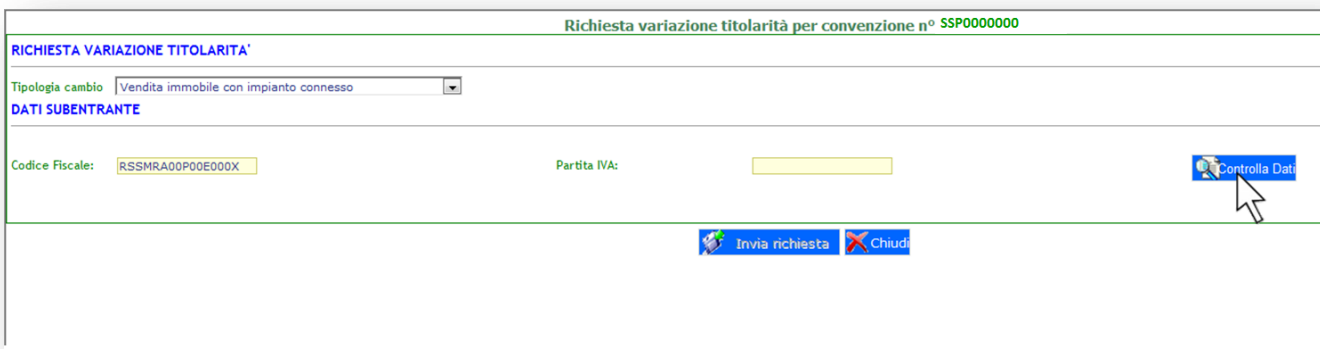 Richiesta variazione titolarità per convenzione n° SSP0000000
RICHIESTA VARIAZIONE TITOLARITA'
Tipologia cambio Vendita immobile con impianto connesso
DATI SUBENTRANTE
Codice Fiscale: RSSMRA00P00E000X Partita IVA: Controlla Dati
Invia richiesta Chiudi